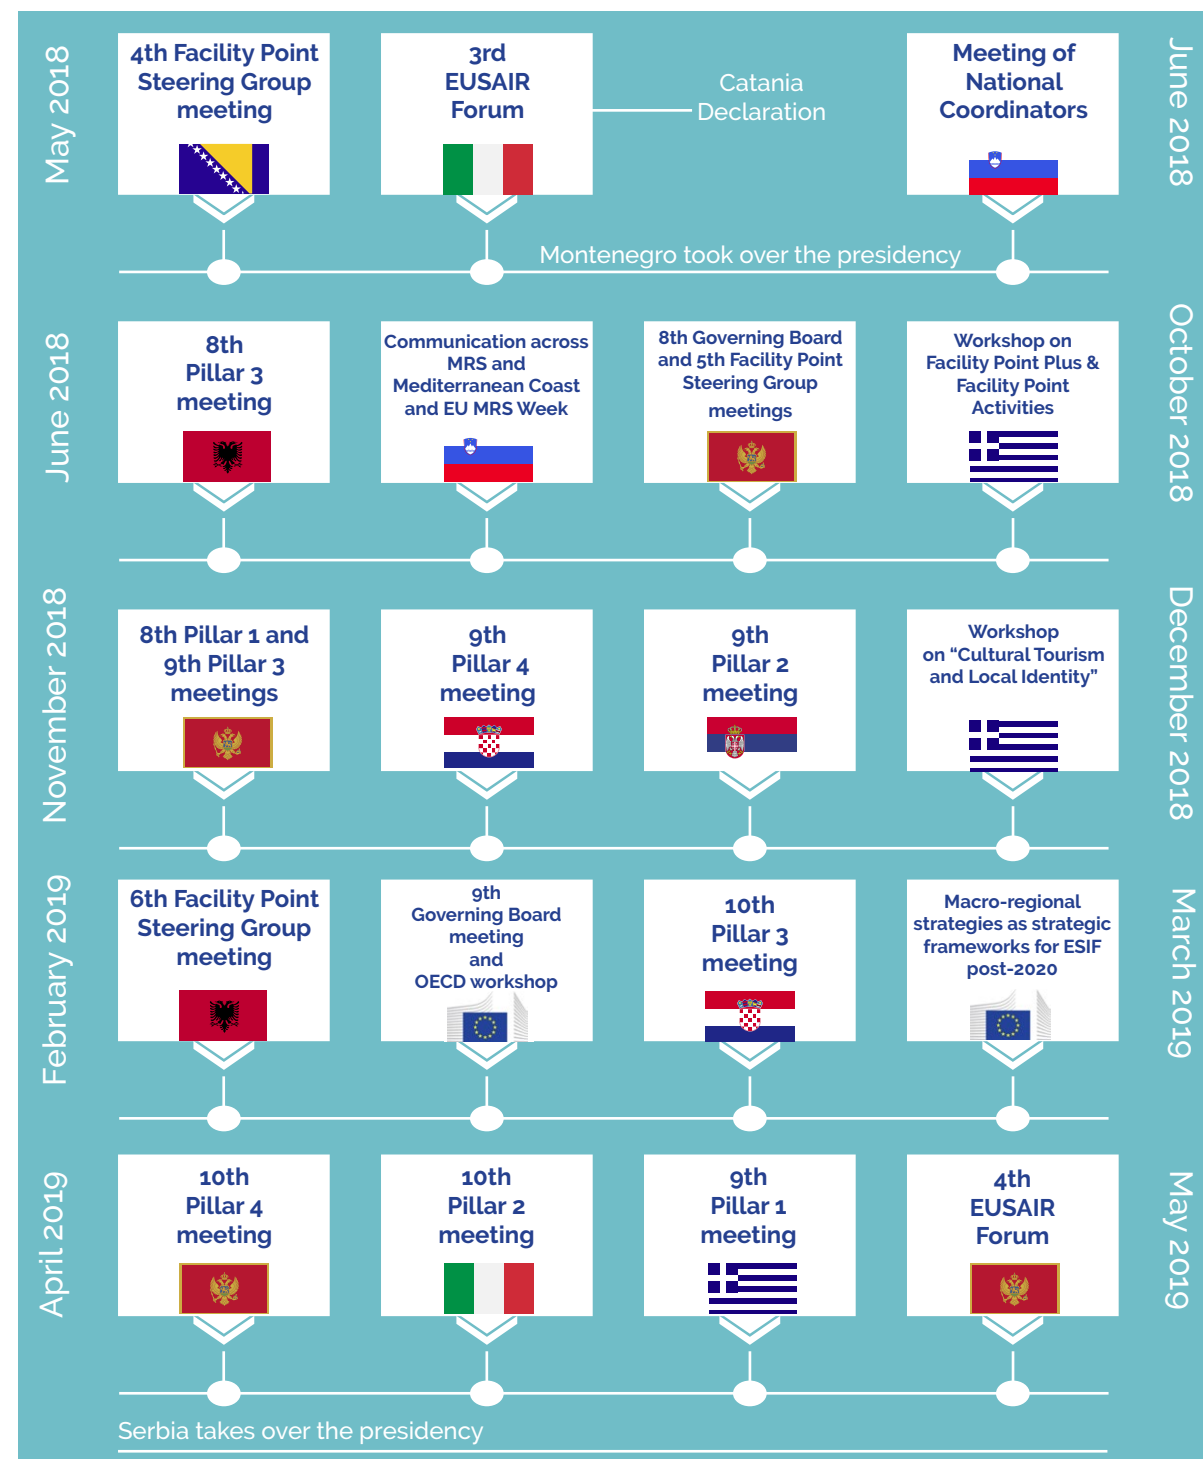 May 2018
4th Facility Point
Steering Group
meeting
3rd
EUSAIR
Forum
Catania
Declaration
Meeting of
National
Coordinators
June 2018
Montenegro took over the presidency
June 2018
8th
Pillar 3
meeting
Communication across
MRS and
Mediterranean Coast
and EU MRS Week
8th Governing Board
and 5th Facility Point
Steering Group
meetings
Workshop on
Facility Point Plus &
Facility Point
Activities
October 2018
November 2018
8th Pillar 1 and
9th Pillar 3
meetings
9th
Pillar 4
meeting
9th
Pillar 2
meeting
Workshop
on “Cultural Tourism
and Local Identity”
December 2018
February 2019
6th Facility Point
Steering Group
meeting
9th
Governing Board
meeting
and
OECD workshop
10th
Pillar 3
meeting
Macro-regional
strategies as strategic
frameworks for ESIF
post-2020
March 2019
April 2019
10th
Pillar 4
meeting
10th
Pillar 2
meeting
9th
Pillar 1
meeting
4th
EUSAIR
Forum
May 2019
Serbia takes over the presidency